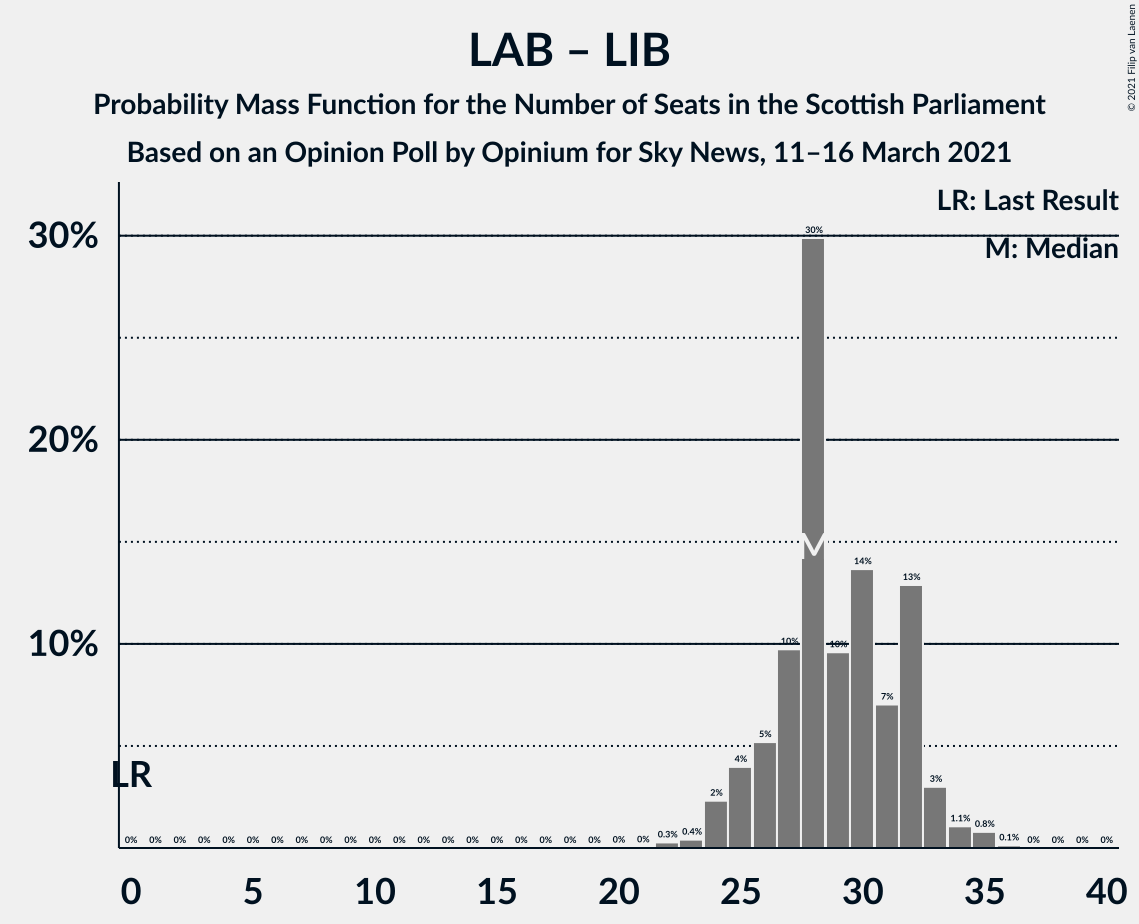 LAB – LIB
Probability Mass Function for the Number of Seats in the Scottish Parliament
Based on an Opinion Poll by Opinium for Sky News, 11–16 March 2021
© 2021 Filip van Laenen
LR: Last Result
M: Median
30%
20%
10%
30%
M
14%
13%
10%
10%
7%
5%
4%
3%
2%
1.1%
0.8%
LR
0% 0% 0% 0% 0% 0% 0% 0% 0% 0% 0% 0% 0% 0% 0% 0% 0% 0% 0% 0% 0% 0% 0.3% 0.4% 0.1% 0% 0% 0% 0%
0 5 10 15 20 25 30 35 40